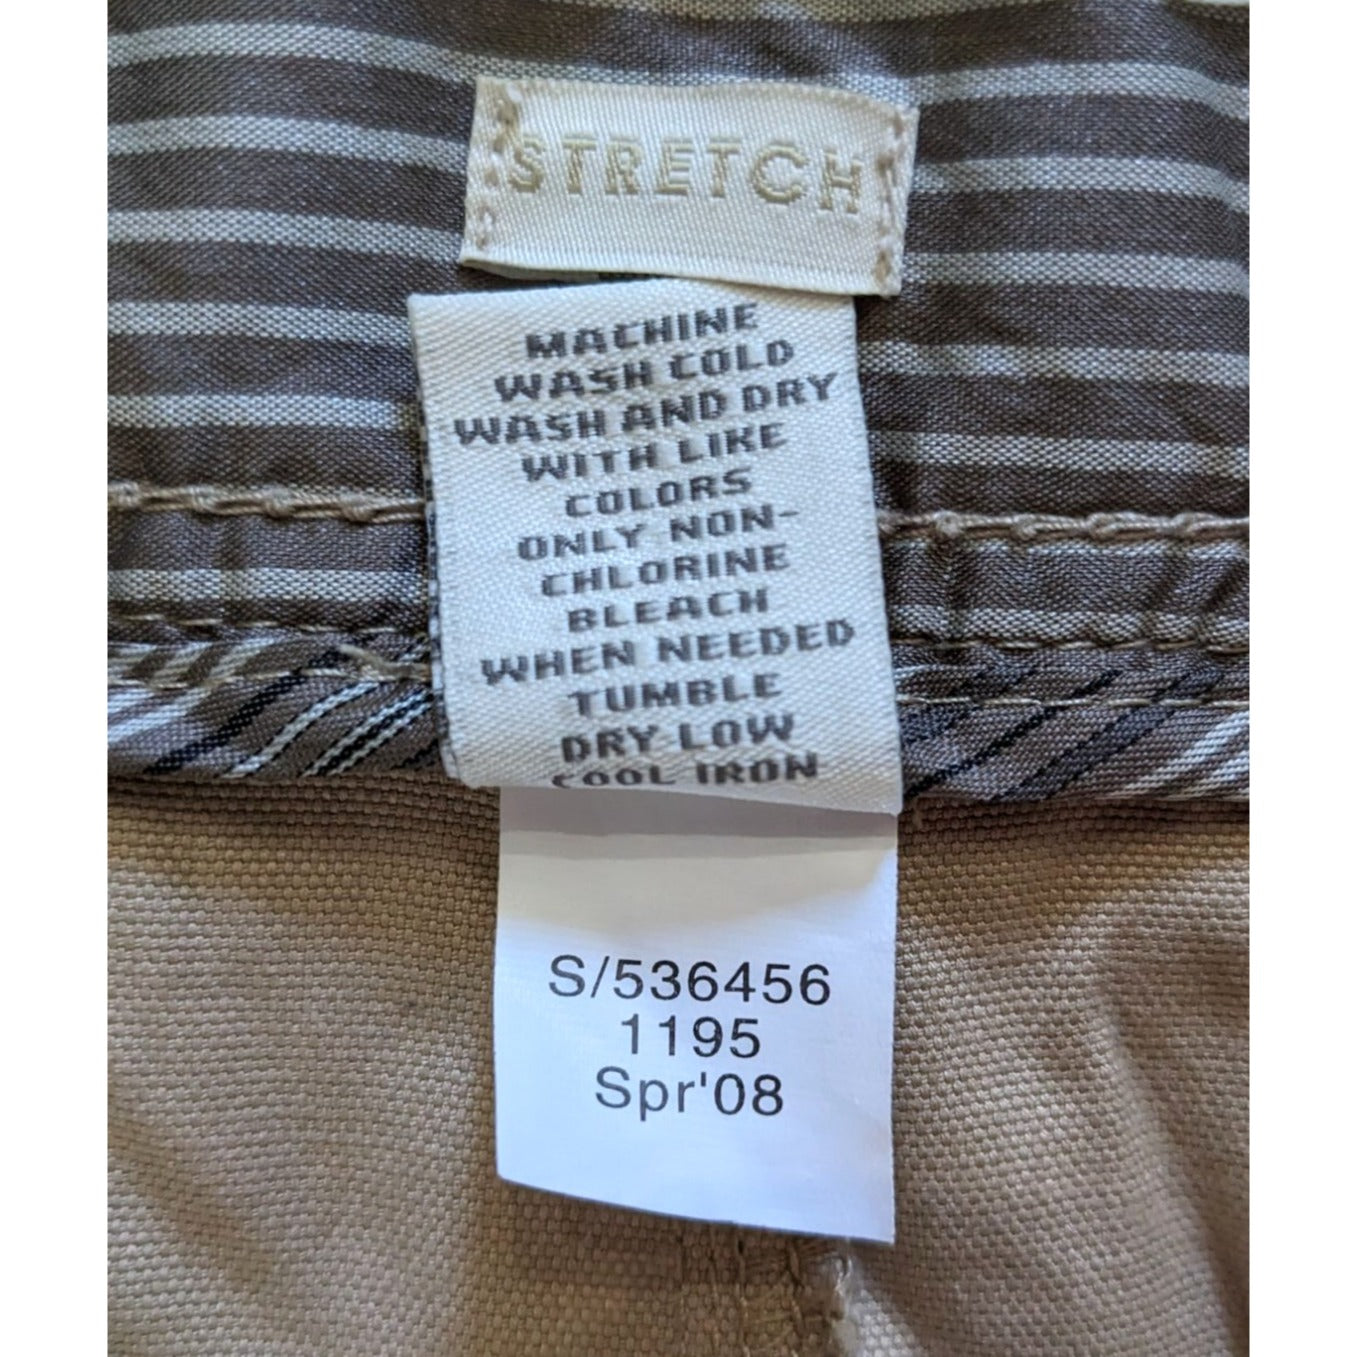 STRETCH
MACHINE
WASH COLD
WASH AND DRY
WITH LIKE
COLORS
ONLY NON-
CHLORINE
BLEACH
WHEN NEEDED
TUMBLE
DRY LOW
COOL IRON
S/536456
1195
Spr'08